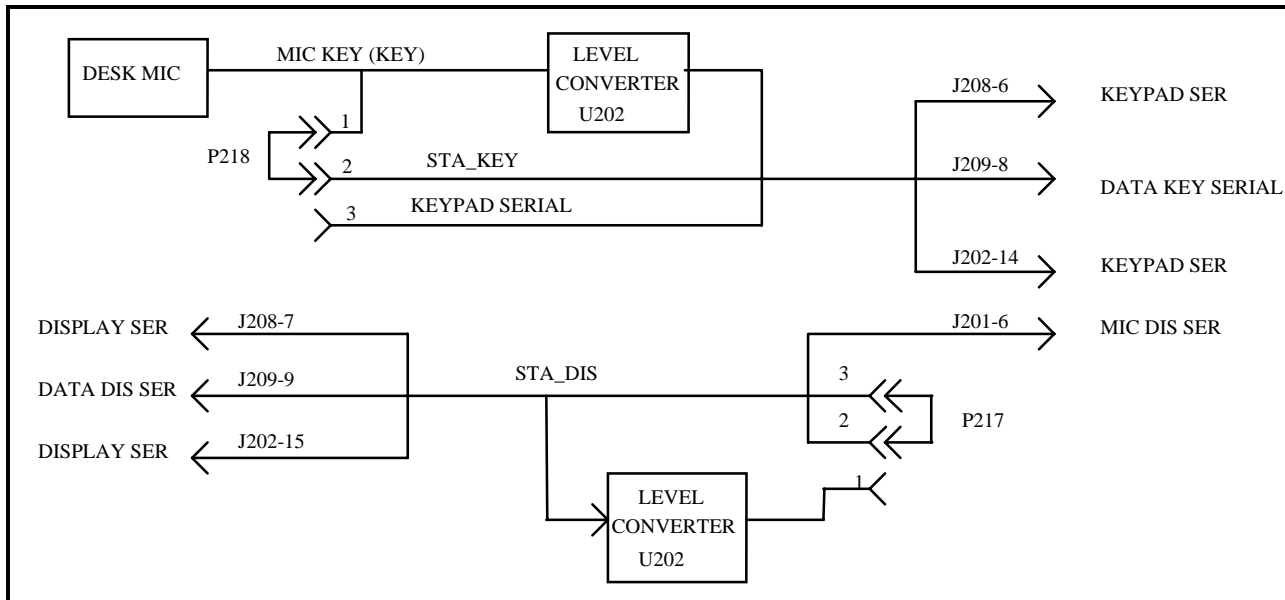 DESK MIC
MIC KEY (KEY)
LEVEL
CONVERTER
U202
P218
1
2
STA_KEY
3
KEYPAD SERIAL
J208-6
KEYPAD SER
J209-8
DATA KEY SERIAL
J202-14
KEYPAD SER
DISPLAY SER
J208-7
DATA DIS SER
J209-9
DISPLAY SER
J202-15
STA_DIS
J201-6
MIC DIS SER
3
2
P217
1
LEVEL
CONVERTER
U202